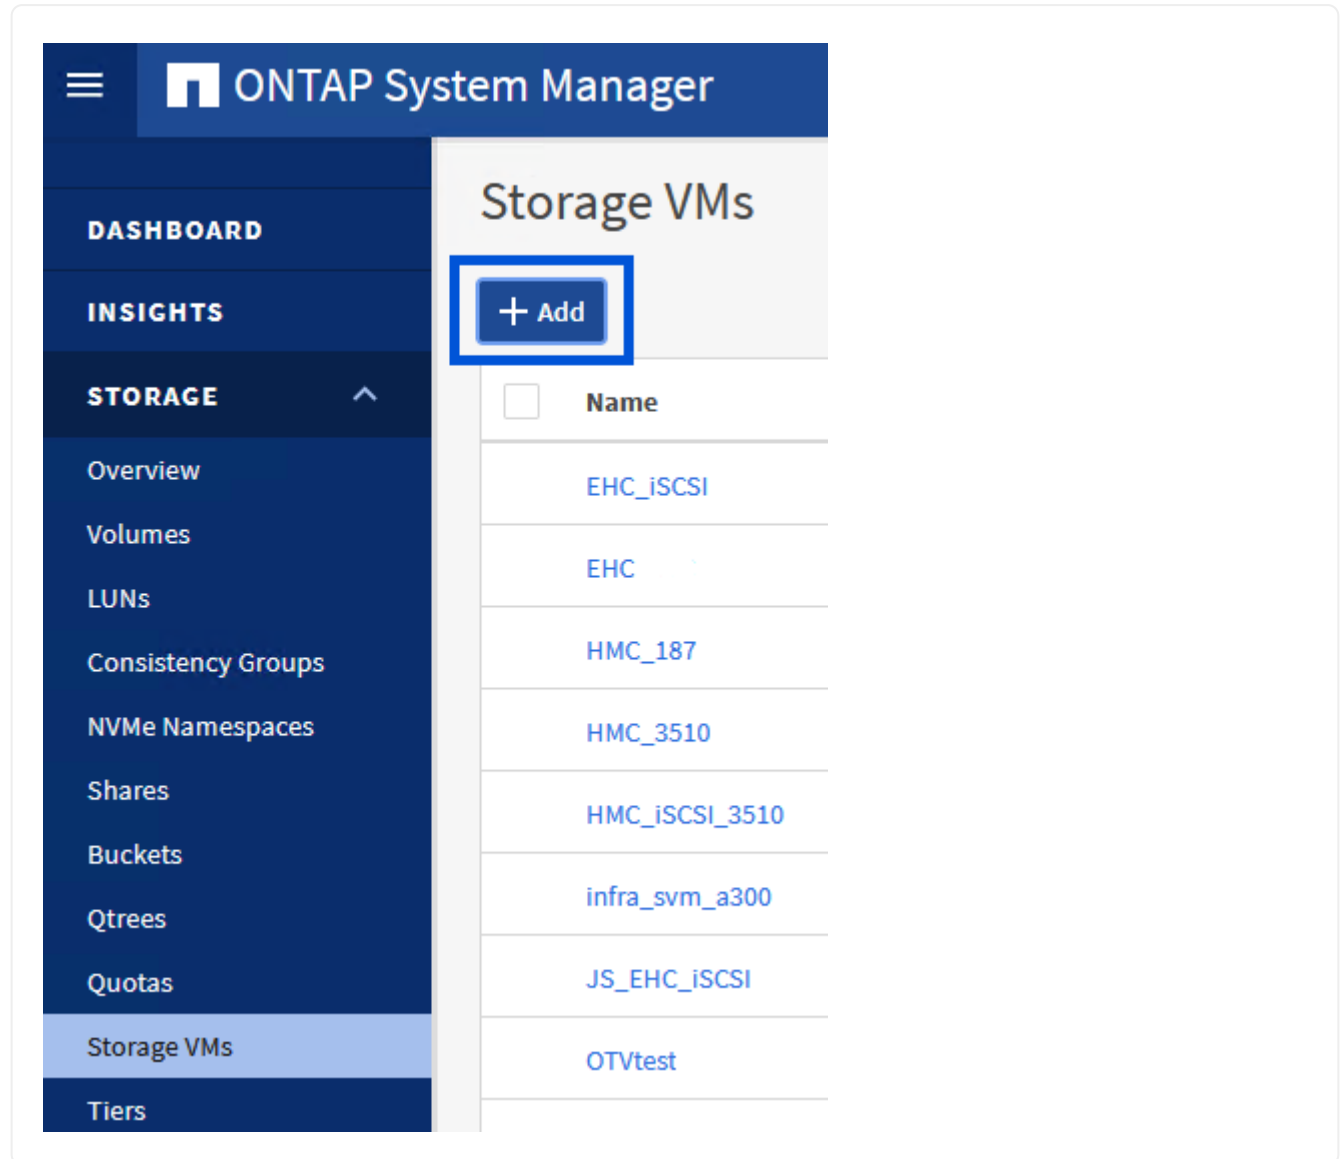 ONTAP System Manager
DASHBOARD
INSIGHTS
STORAGE
Overview
Volumes
LUNs
Consistency Groups
NVMe Namespaces
Shares
Buckets
Qtrees
Quotas
Storage VMs
Tiers
Storage VMs
+ Add
Name
EHC_iSCSI
EHC
HMC_187
HMC_3510
HMC_iSCSI_3510
infra_svm_a300
JS_EHC_iSCSI
OTVtest